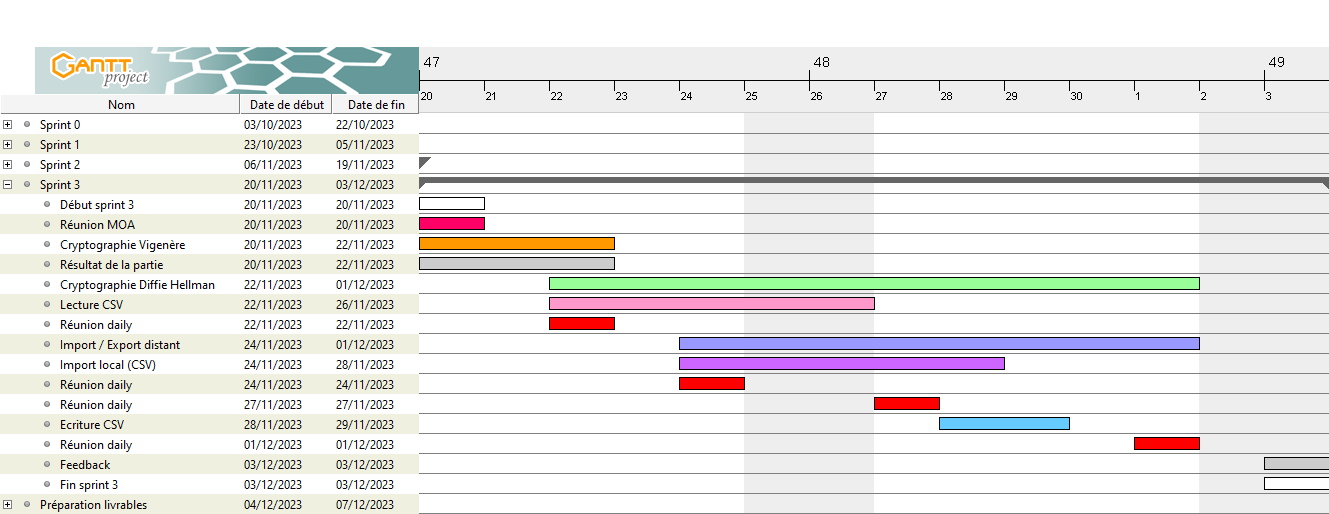 GANTT project
47 48 49
20 21 22 23 24 25 26 27 28 29 30 1 2 3
Nom Date de début Date de fin
Sprint 0 03/10/2023 22/10/2023
Sprint 1 23/10/2023 05/11/2023
Sprint 2 06/11/2023 19/11/2023
Sprint 3 20/11/2023 03/12/2023
Début sprint 3 20/11/2023 20/11/2023
Réunion MOA 20/11/2023 20/11/2023
Cryptographie Vigenère 20/11/2023 22/11/2023
Résultat de la partie 20/11/2023 22/11/2023
Cryptographie Diffie Hellman 22/11/2023 01/12/2023
Lecture CSV 22/11/2023 26/11/2023
Réunion daily 22/11/2023 22/11/2023
Import / Export distant 24/11/2023 01/12/2023
Import local (CSV) 24/11/2023 28/11/2023
Réunion daily 24/11/2023 24/11/2023
Réunion daily 27/11/2023 27/11/2023
Ecriture CSV 28/11/2023 29/11/2023
Réunion daily 01/12/2023 01/12/2023
Feedback 03/12/2023 03/12/2023
Fin sprint 3 03/12/2023 03/12/2023
Préparation livrables 04/12/2023 07/12/2023